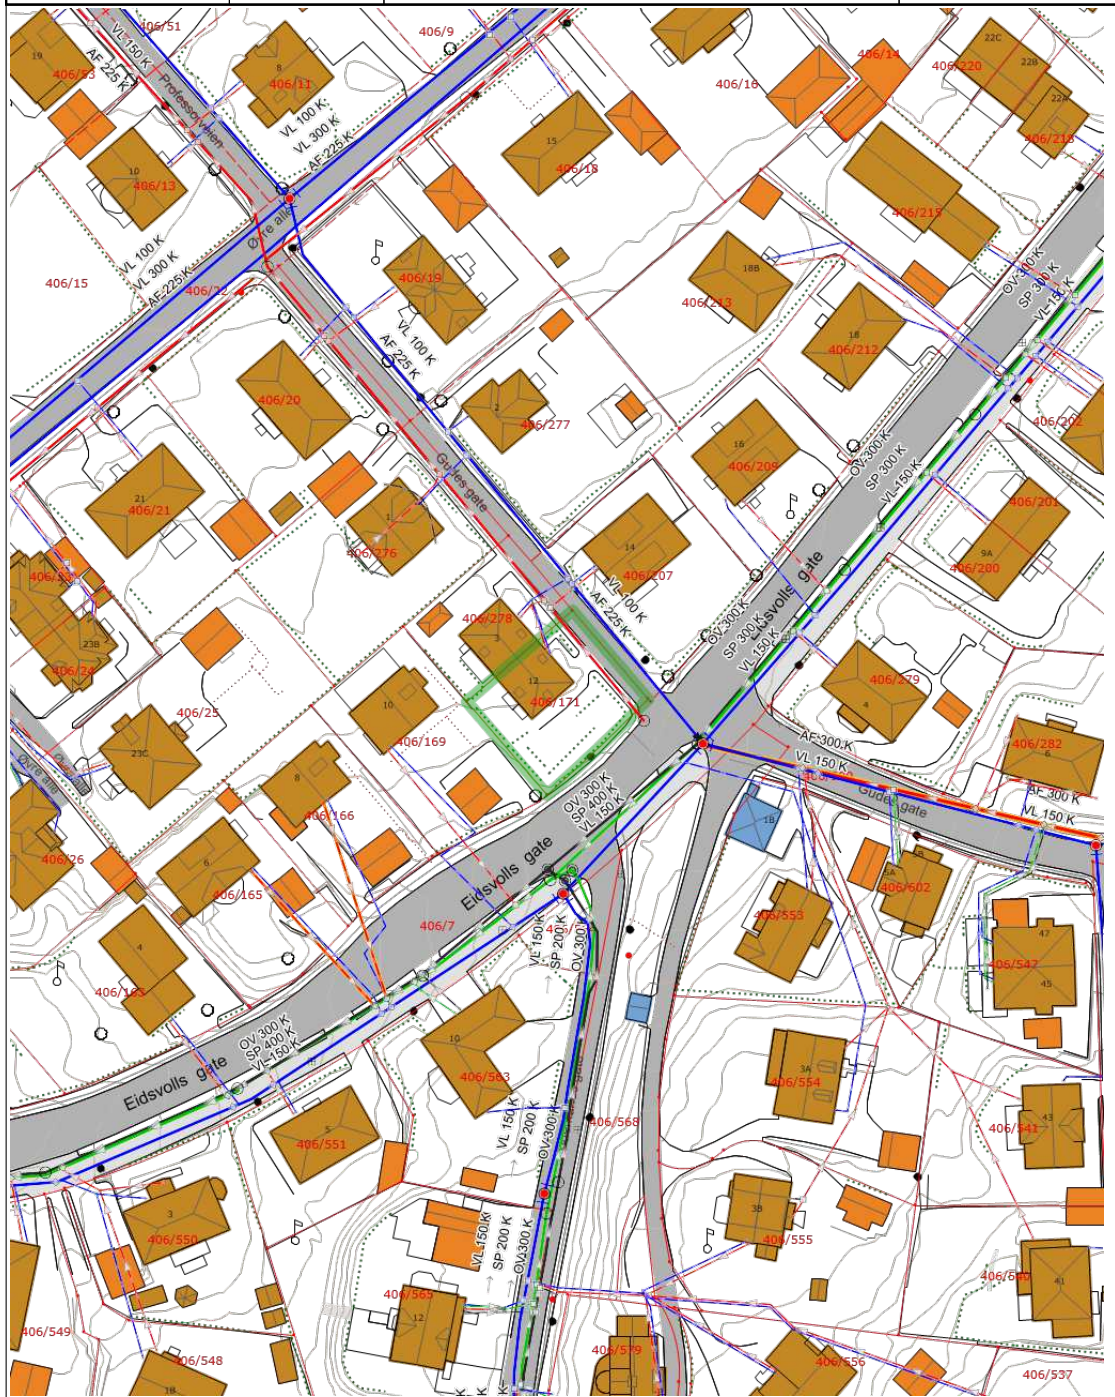 406/51
406/9
22C
406/14
19
406/53
VL 150 K
AF 225 K
8
406/11
406/16
406/220
22B
22A
Professorveien
VL 100 K
VL 300 K
AF 225 K
15
406/18
406/218
10
406/13
406/215
Øvre alle
406/15
VL 100 K
VL 300 K
AF 225 K
406/22
406/19
18B
406/213
OV 300 K
SP 300 K
VL 150 K
VL 100 K
AF 225 K
18
406/212
406/20
2
406/277
406/202
16
406/209
OV 300 K
SP 300 K
VL 150 K
Gudes gate
21
406/21
1
406/276
406/201
14
406/207
9A
406/200
VL 100 K
AF 225 K
Eidsvolls gate
406/278
3
23B
406/24
OV 300 K
SP 300 K
VL 150 K
12
406/171
406/279
4
406/25
10
406/169
23C
Øvre alle
AF 300 K
VL 150 K
406/282
6
8
406/166
OV 300 K
SP 400 K
VL 150 K
Gudes gate
AF 300 K
VL 150 K
1B
406/26
6
406/165
Eidsvolls gate
5A
406/602
406/7
406/553
4
VL 150 K
SP 200 K
OV 300 K
47
406/547
45
406/163
OV 300 K
SP 400 K
VL 150 K
10
406/563
Eidsvolls gate
3A
406/554
5
406/551
VL 150 K
SP 200 K
OV 300 K
406/568
43
406/541
3
406/550
3B
406/555
VL 150 K
SP 200 K
OV 300 K
406/540
41
406/565
12
406/549
406/548
1B
406/579
406/556
406/537